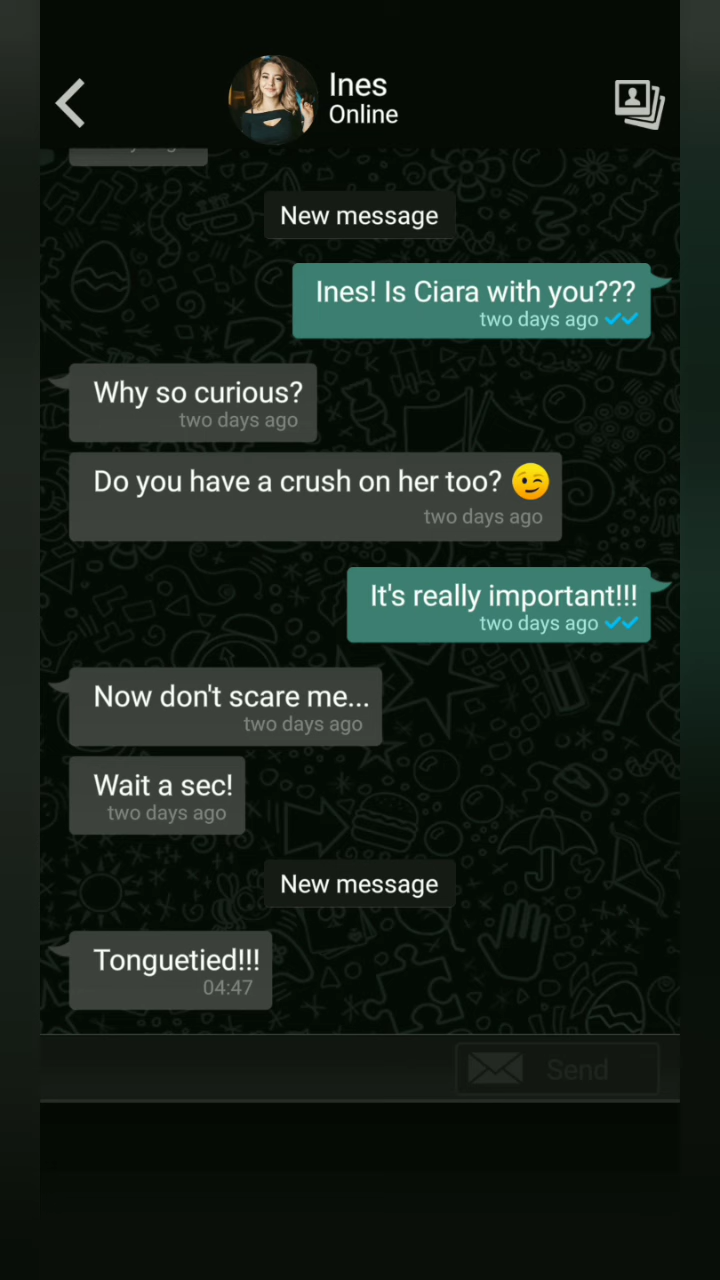 Ines
Online
New message
Ines! Is Ciara with you???
two days ago
Why so curious?
two days ago
Do you have a crush on her too? 😉
two days ago
It's really important!!!
two days ago
Now don't scare me...
two days ago
Wait a sec!
two days ago
New message
Tonguetied!!!
04:47
Send